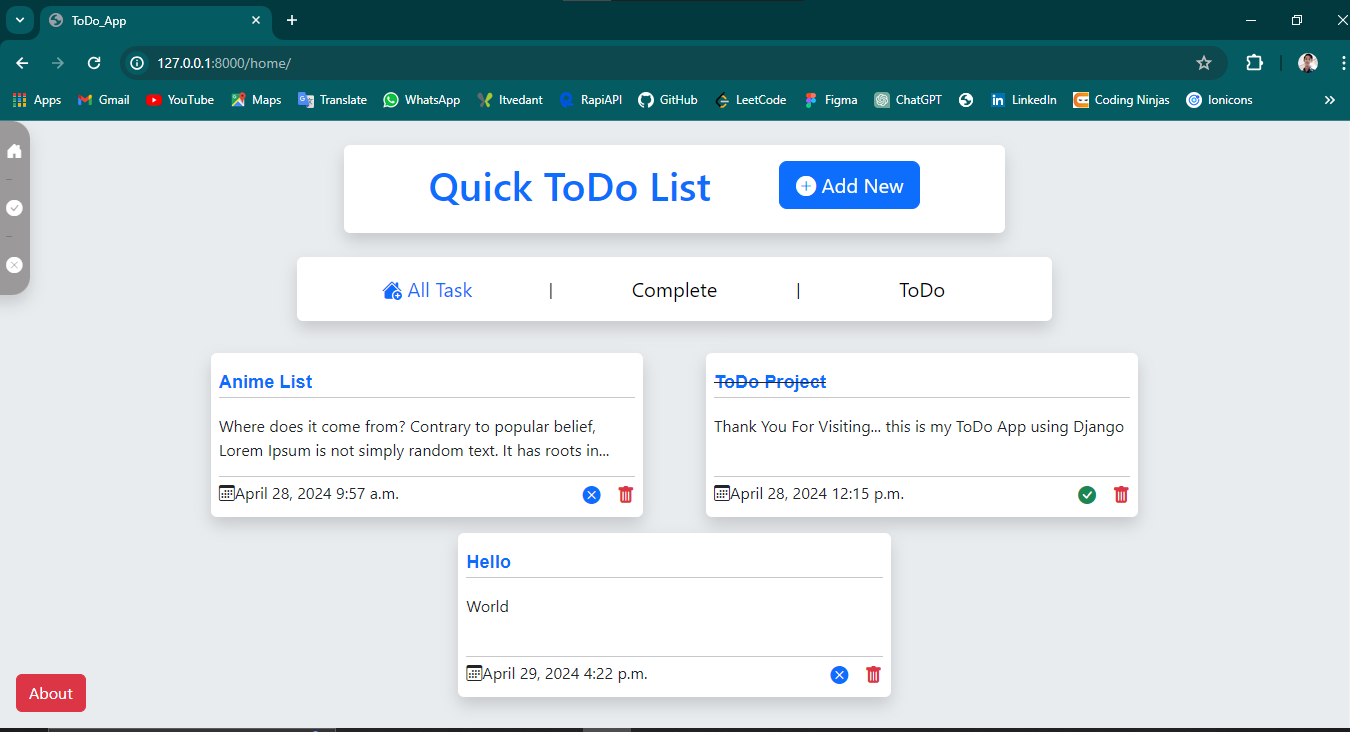 ToDo_App
127.0.0.1:8000/home/
Apps Gmail YouTube Maps Translate WhatsApp Itvedant RapiAPI GitHub LeetCode Figma ChatGPT LinkedIn Coding Ninjas Ionicons
Quick ToDo List
Add New
All Task | Complete | ToDo
Anime List
Where does it come from? Contrary to popular belief,
Lorem Ipsum is not simply random text. It has roots in...
April 28, 2024 9:57 a.m.
ToDo Project
Thank You For Visiting... this is my ToDo App using Django
April 28, 2024 12:15 p.m.
Hello
World
April 29, 2024 4:22 p.m.
About